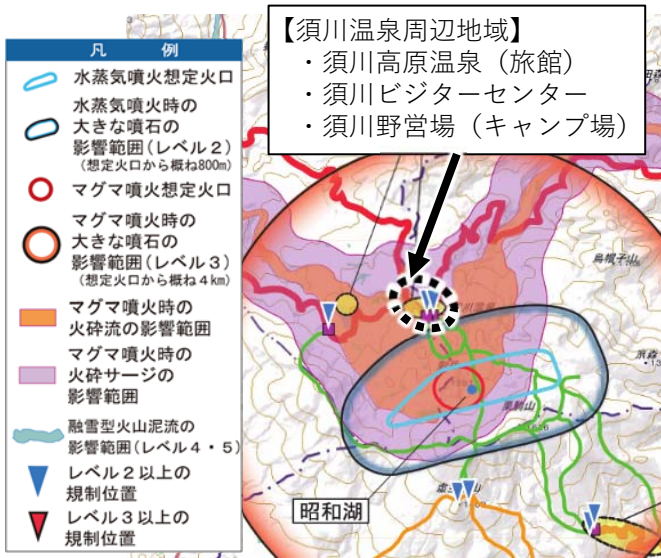 凡　例
水蒸気噴火想定火口
水蒸気噴火時の
大きな噴石の
影響範囲(レベル2)
(想定火口から概ね800m)
マグマ噴火想定火口
マグマ噴火時の
大きな噴石の
影響範囲(レベル3)
(想定火口から概ね4km)
マグマ噴火時の
火砕流の影響範囲
マグマ噴火時の
火砕サージの
影響範囲
融雪型火山泥流の
影響範囲(レベル4・5)
レベル2以上の
規制位置
レベル3以上の
規制位置
【須川温泉周辺地域】
・須川高原温泉（旅館）
・須川ビジターセンター
・須川野営場（キャンプ場）
烏帽子山
栗駒山
昭和湖